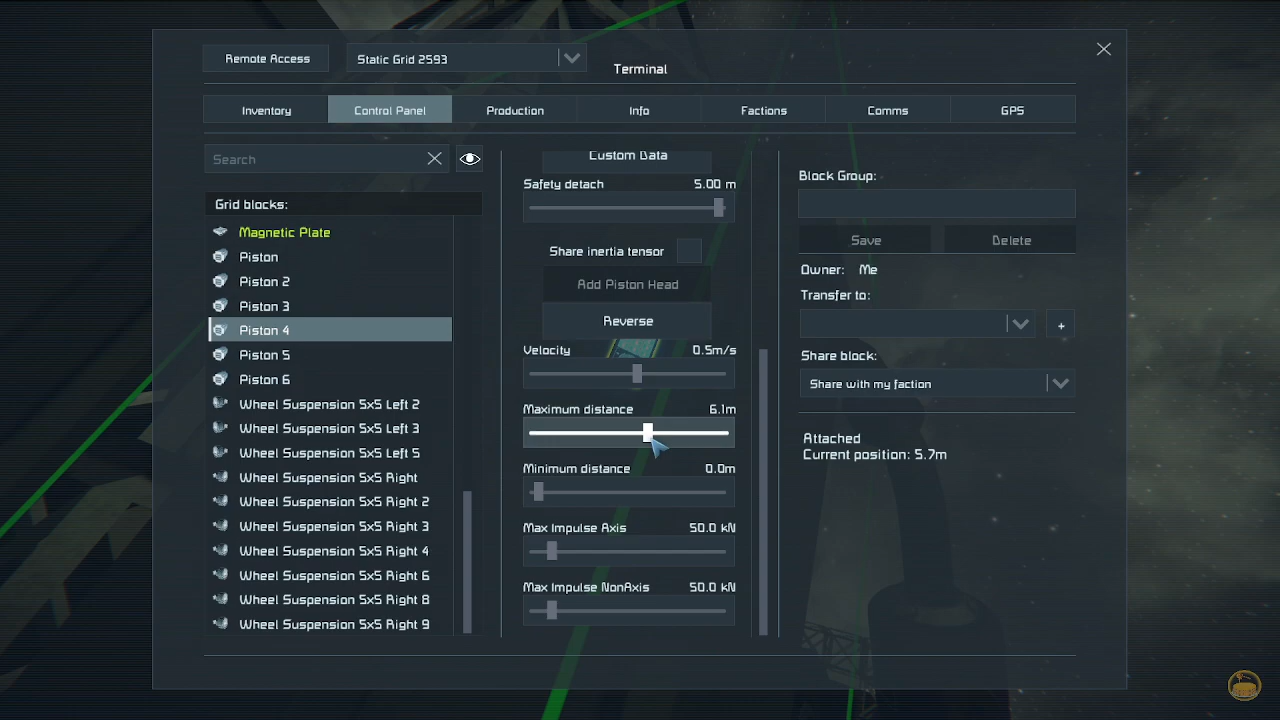 Remote Access
Static Grid 2593
Terminal
Inventory
Control Panel
Production
Info
Factions
Comms
GPS
Search
Grid blocks:
Magnetic Plate
Piston
Piston 2
Piston 3
Piston 4
Piston 5
Piston 6
Wheel Suspension 5x5 Left 2
Wheel Suspension 5x5 Left 3
Wheel Suspension 5x5 Left 5
Wheel Suspension 5x5 Right
Wheel Suspension 5x5 Right 2
Wheel Suspension 5x5 Right 3
Wheel Suspension 5x5 Right 4
Wheel Suspension 5x5 Right 6
Wheel Suspension 5x5 Right 8
Wheel Suspension 5x5 Right 9
Custom Data
Safety detach 5.00 m
Share inertia tensor
Add Piston Head
Reverse
Velocity 0.5m/s
Maximum distance 6.1m
Minimum distance 0.0m
Max Impulse Axis 50.0 kN
Max Impulse NonAxis 50.0 kN
Block Group:
Save
Delete
Owner: Me
Transfer to:
+
Share block:
Share with my faction
Attached
Current position: 5.7m